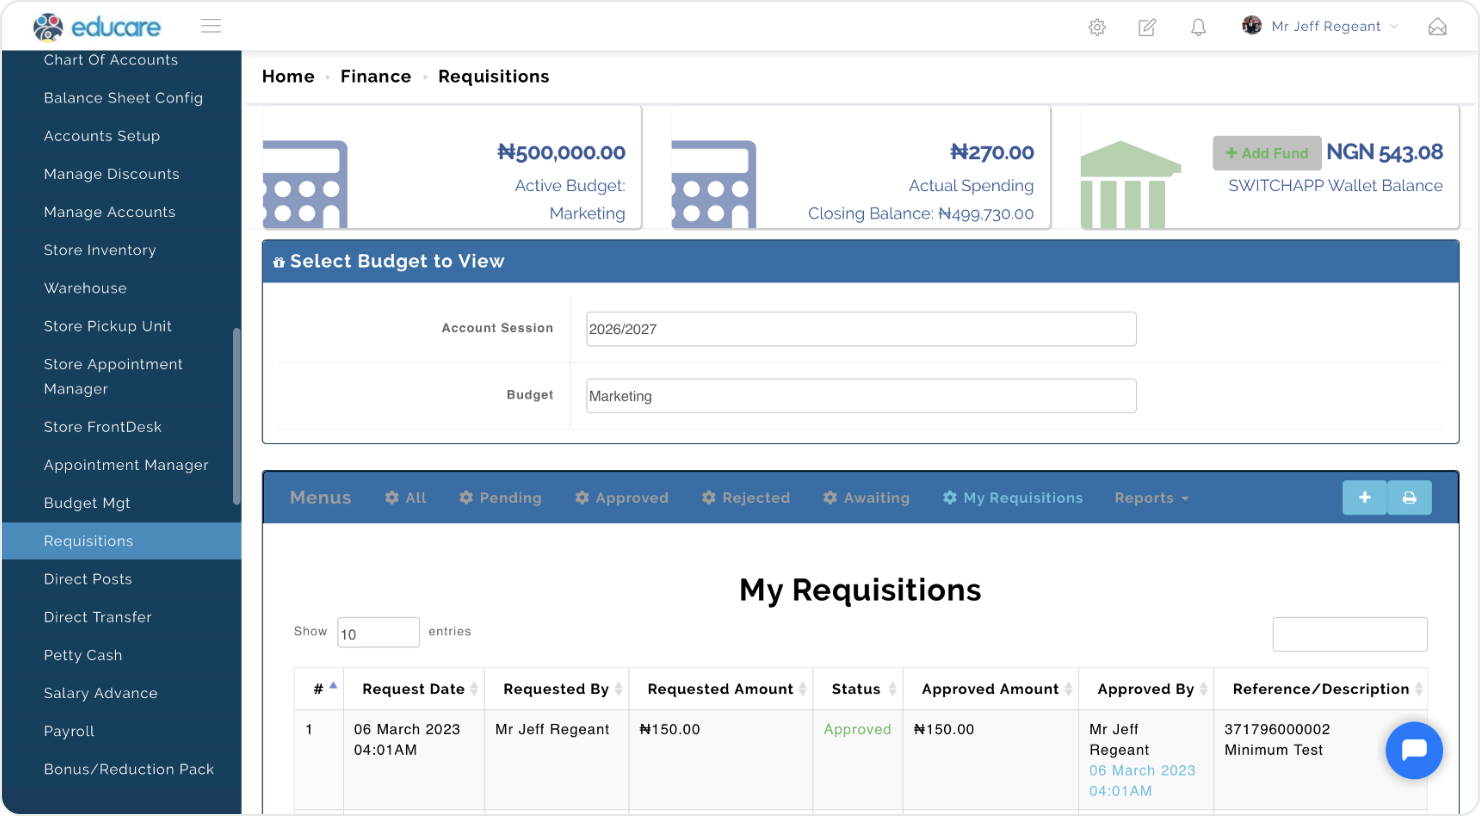 educare
Mr Jeff Regeant
Chart Of Accounts
Balance Sheet Config
Accounts Setup
Manage Discounts
Manage Accounts
Store Inventory
Warehouse
Store Pickup Unit
Store Appointment
Manager
Store FrontDesk
Appointment Manager
Budget Mgt
Requisitions
Direct Posts
Direct Transfer
Petty Cash
Salary Advance
Payroll
Bonus/Reduction Pack
Home • Finance • Requisitions
₦500,000.00
Active Budget:
Marketing
₦270.00
Actual Spending
Closing Balance: ₦499,730.00
+ Add Fund NGN 543.08
SWITCHAPP Wallet Balance
Select Budget to View
Account Session 2026/2027
Budget Marketing
Menus All Pending Approved Rejected Awaiting My Requisitions Reports +
My Requisitions
Show 10 entries
# Request Date Requested By Requested Amount Status Approved Amount Approved By Reference/Description
1 06 March 2023 Mr Jeff Regeant ₦150.00 Approved ₦150.00 Mr Jeff 371796000002
04:01AM Regeant Minimum Test
06 March 2023
04:01AM